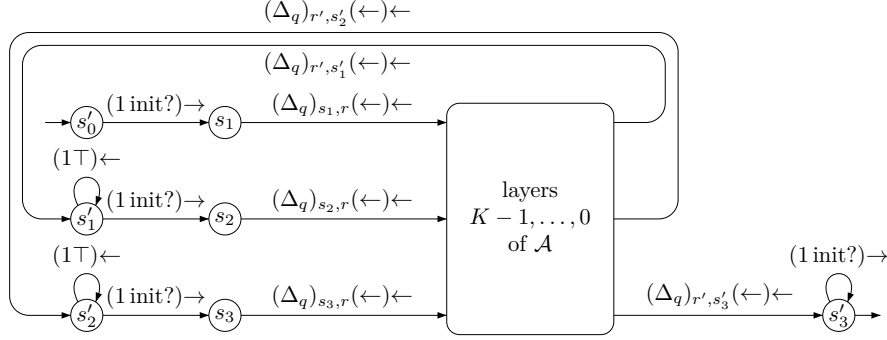 (Δ_q)_{r′,s′_2}(←)←
(Δ_q)_{r′,s′_1}(←)←
s′_0 (1 init?)→ s_1 (Δ_q)_{s_1,r}(←)←
(1⊤)←
s′_1 (1 init?)→ s_2 (Δ_q)_{s_2,r}(←)←
layers
K − 1, . . . , 0
of 𝒜
(1⊤)←
(1 init?)→
s′_2 (1 init?)→ s_3 (Δ_q)_{s_3,r}(←)← (Δ_q)_{r′,s′_3}(←)← s′_3